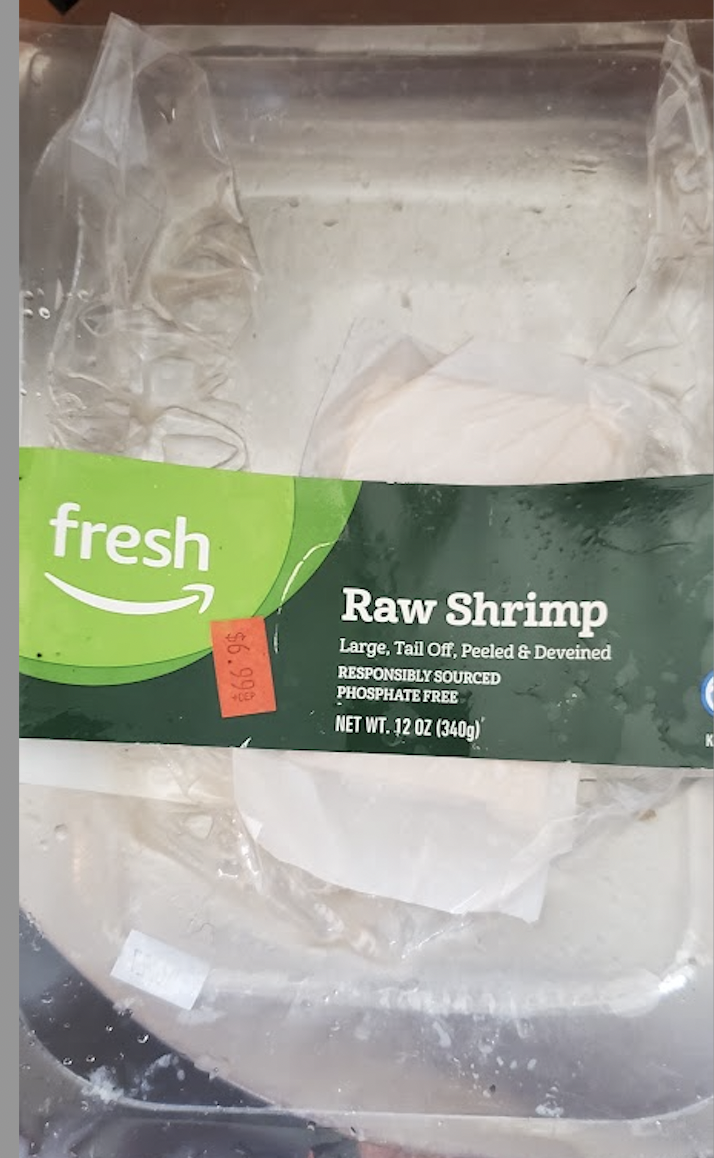 fresh
$6.99
+CRP
Raw Shrimp
Large, Tail Off, Peeled & Deveined
RESPONSIBLY SOURCED
PHOSPHATE FREE
NET WT. 12 OZ (340g)
K